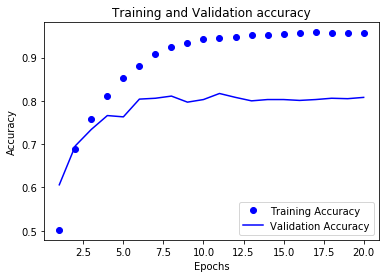 Training and Validation accuracy
Accuracy
0.9
0.8
0.7
0.6
0.5
Training Accuracy
Validation Accuracy
2.5 5.0 7.5 10.0 12.5 15.0 17.5 20.0
Epochs